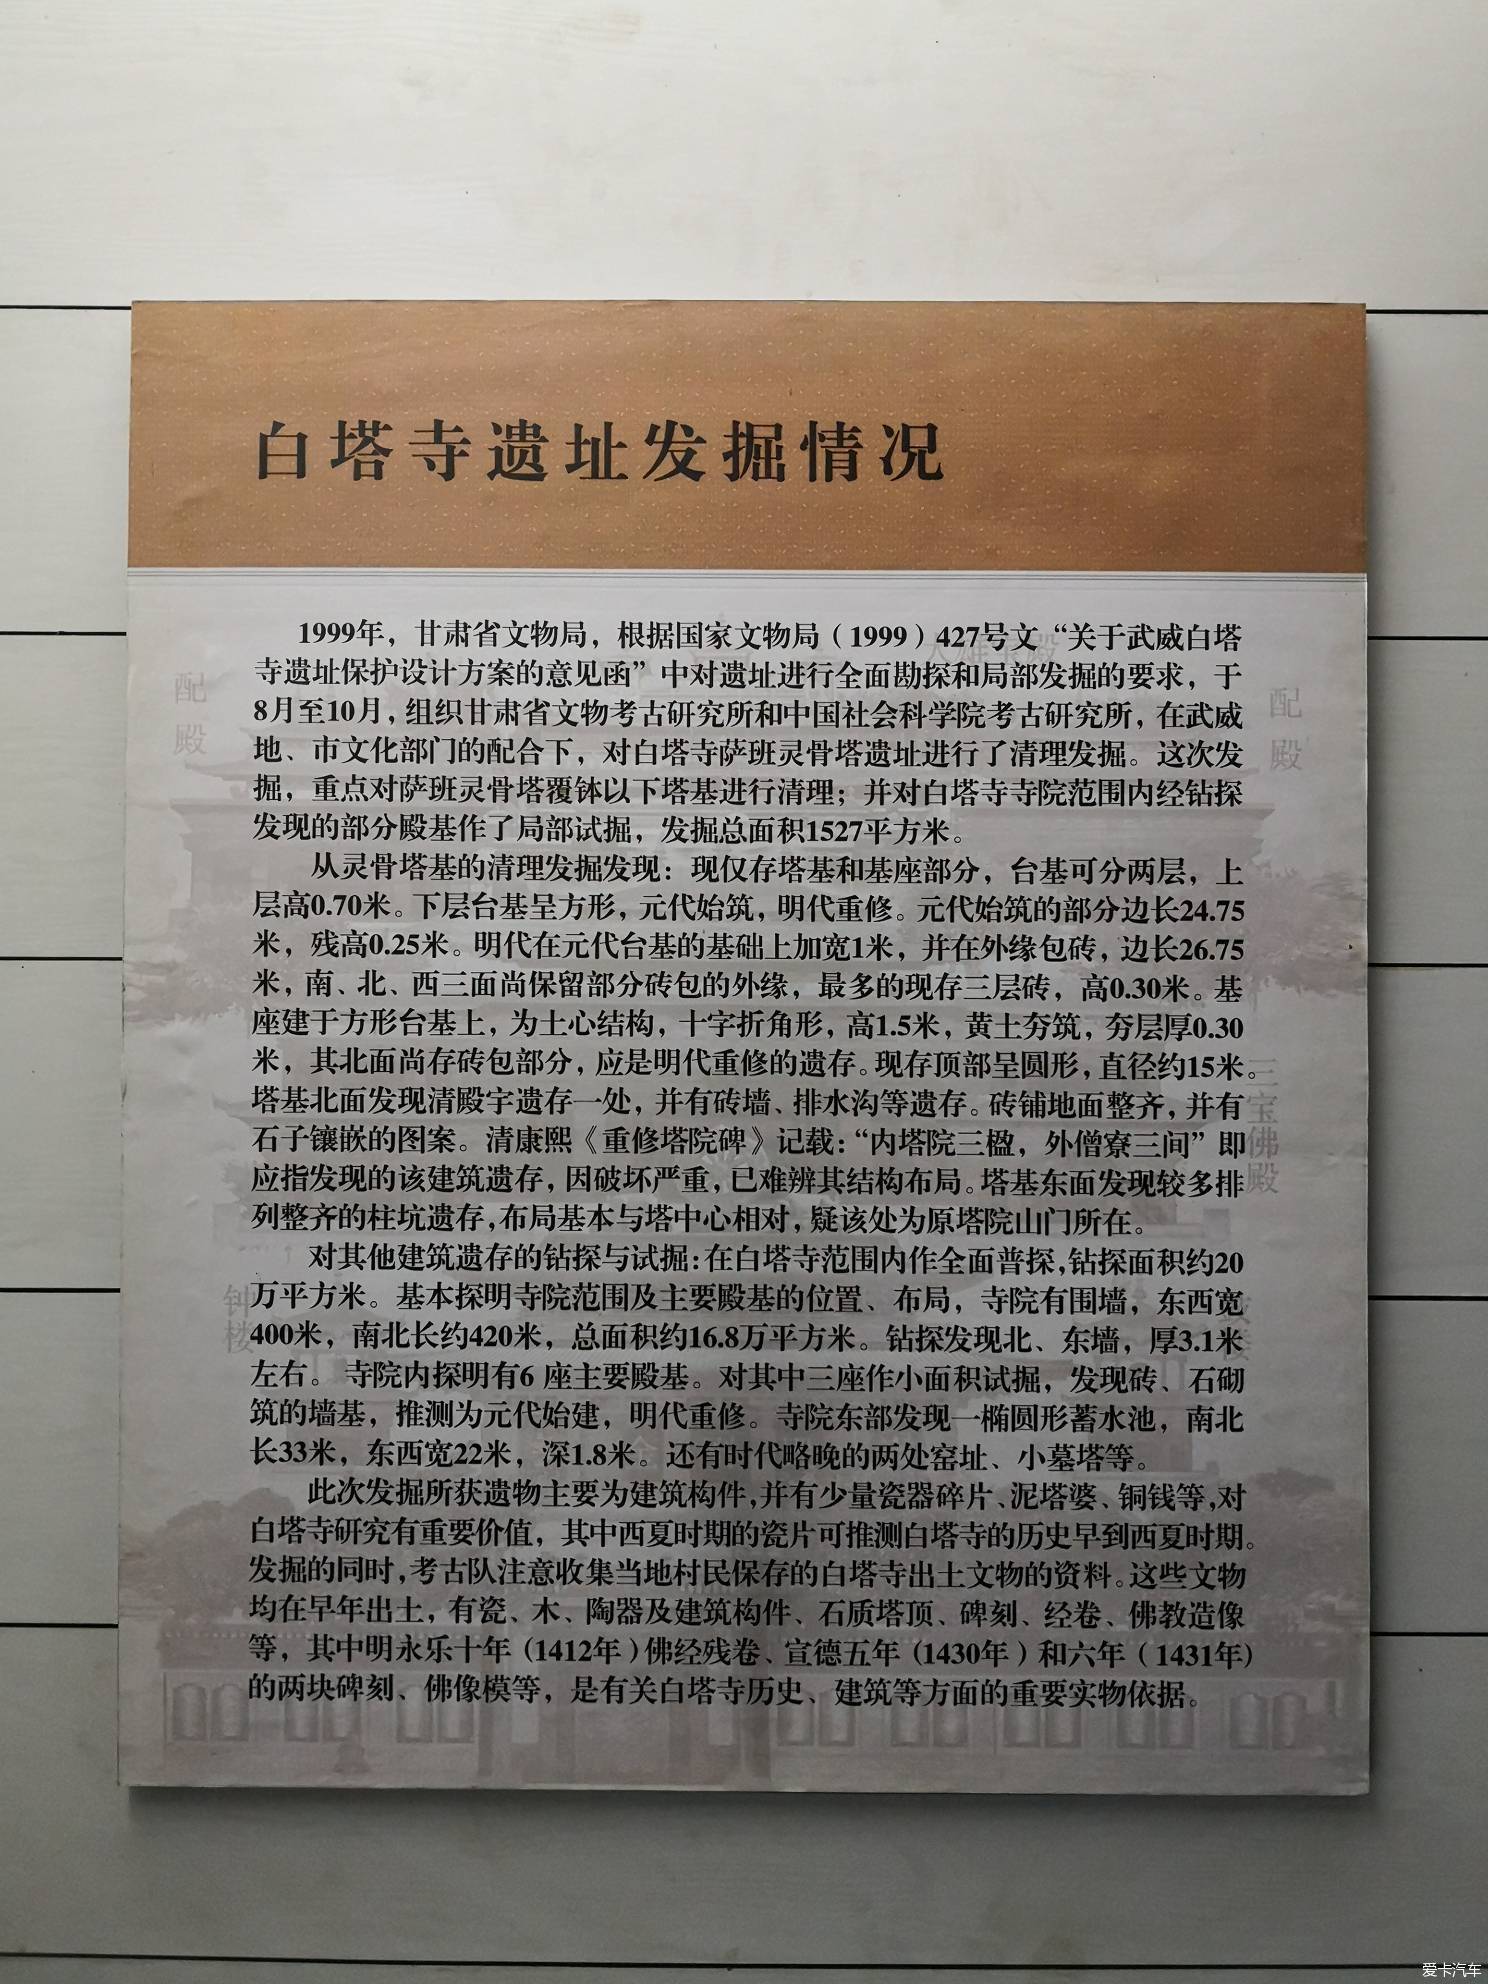 白塔寺遗址发掘情况
1999年，甘肃省文物局，根据国家文物局（1999）427号文“关于武威白塔
寺遗址保护设计方案的意见函”中对遗址进行全面勘探和局部发掘的要求，于
8月至10月，组织甘肃省文物考古研究所和中国社会科学院考古研究所，在武威
地、市文化部门的配合下，对白塔寺萨班灵骨塔遗址进行了清理发掘。这次发
掘，重点对萨班灵骨塔覆钵以下塔基进行清理；并对白塔寺寺院范围内经钻探
发现的部分殿基作了局部试掘，发掘总面积1527平方米。
从灵骨塔基的清理发掘发现：现仅存塔基和基座部分，台基可分两层，上
层高0.70米。下层台基呈方形，元代始筑，明代重修。元代始筑的部分边长24.75
米，残高0.25米。明代在元代台基的基础上加宽1米，并在外缘包砖，边长26.75
米，南、北、西三面尚保留部分砖包的外缘，最多的现存三层砖，高0.30米。基
座建于方形台基上，为土心结构，十字折角形，高1.5米，黄土夯筑，夯层厚0.30
米，其北面尚存砖包部分，应是明代重修的遗存。现存顶部呈圆形，直径约15米。
塔基北面发现清殿宇遗存一处，并有砖墙、排水沟等遗存。砖铺地面整齐，并有
石子镶嵌的图案。清康熙《重修塔院碑》记载：“内塔院三楹，外僧寮三间”即
应指发现的该建筑遗存，因破坏严重，已难辨其结构布局。塔基东面发现较多排
列整齐的柱坑遗存，布局基本与塔中心相对，疑该处为原塔院山门所在。
对其他建筑遗存的钻探与试掘：在白塔寺范围内作全面普探，钻探面积约20
万平方米。基本探明寺院范围及主要殿基的位置、布局，寺院有围墙，东西宽
400米，南北长约420米，总面积约16.8万平方米。钻探发现北、东墙，厚3.1米
左右。 寺院内探明有6 座主要殿基。对其中三座作小面积试掘，发现砖、石砌
筑的墙基，推测为元代始建，明代重修。寺院东部发现一椭圆形蓄水池，南北
长33米，东西宽22米，深1.8米。还有时代略晚的两处窑址、小墓塔等。
此次发掘所获遗物主要为建筑构件，并有少量瓷器碎片、泥塔婆、铜钱等，对
白塔寺研究有重要价值，其中西夏时期的瓷片可推测白塔寺的历史早到西夏时期。
发掘的同时，考古队注意收集当地村民保存的白塔寺出土文物的资料。这些文物
均在早年出土，有瓷、木、陶器及建筑构件、石质塔顶、碑刻、经卷、佛教造像
等，其中明永乐十年（1412年）佛经残卷、宣德五年（1430年）和六年（1431年）
的两块碑刻、佛像模等，是有关白塔寺历史、建筑等方面的重要实物依据。
配殿
配殿
三宝佛殿
钟楼
爱卡汽车